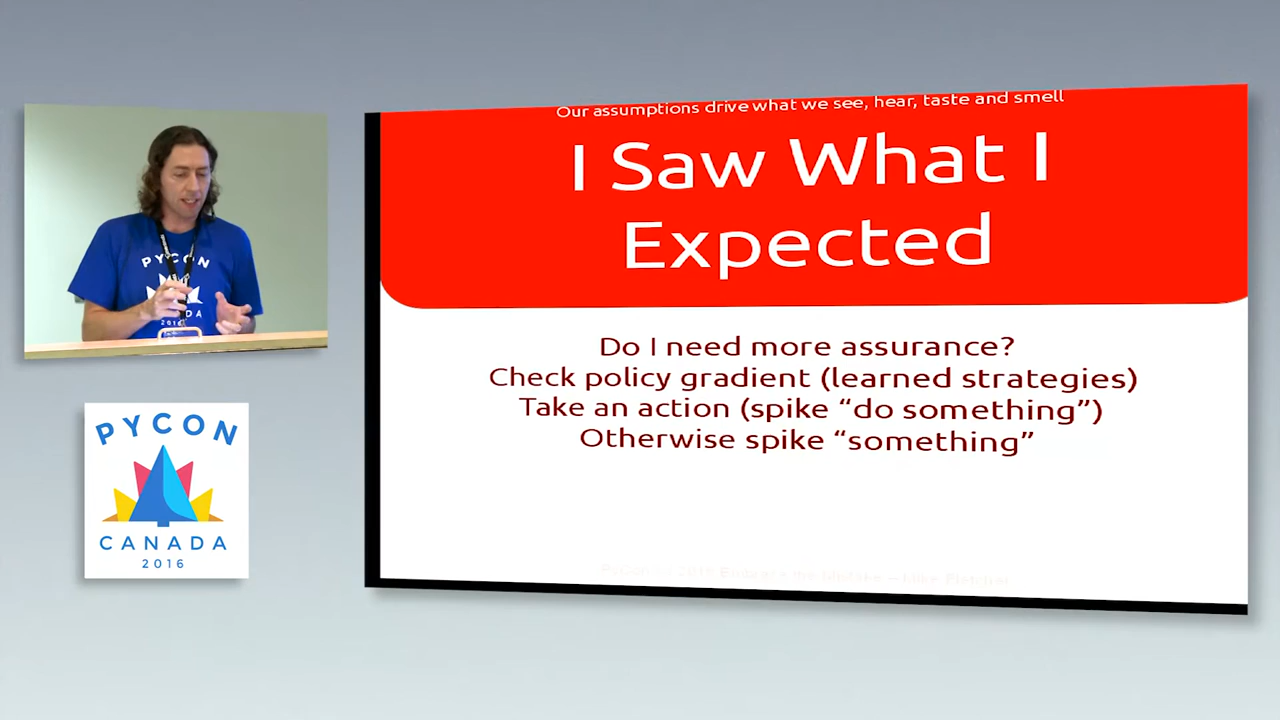 PYCON
CANADA
2016
PYCON
CANADA
2016
Our assumptions drive what we see, hear, taste and smell
I Saw What I
Expected
Do I need more assurance?
Check policy gradient (learned strategies)
Take an action (spike “do something”)
Otherwise spike “something”